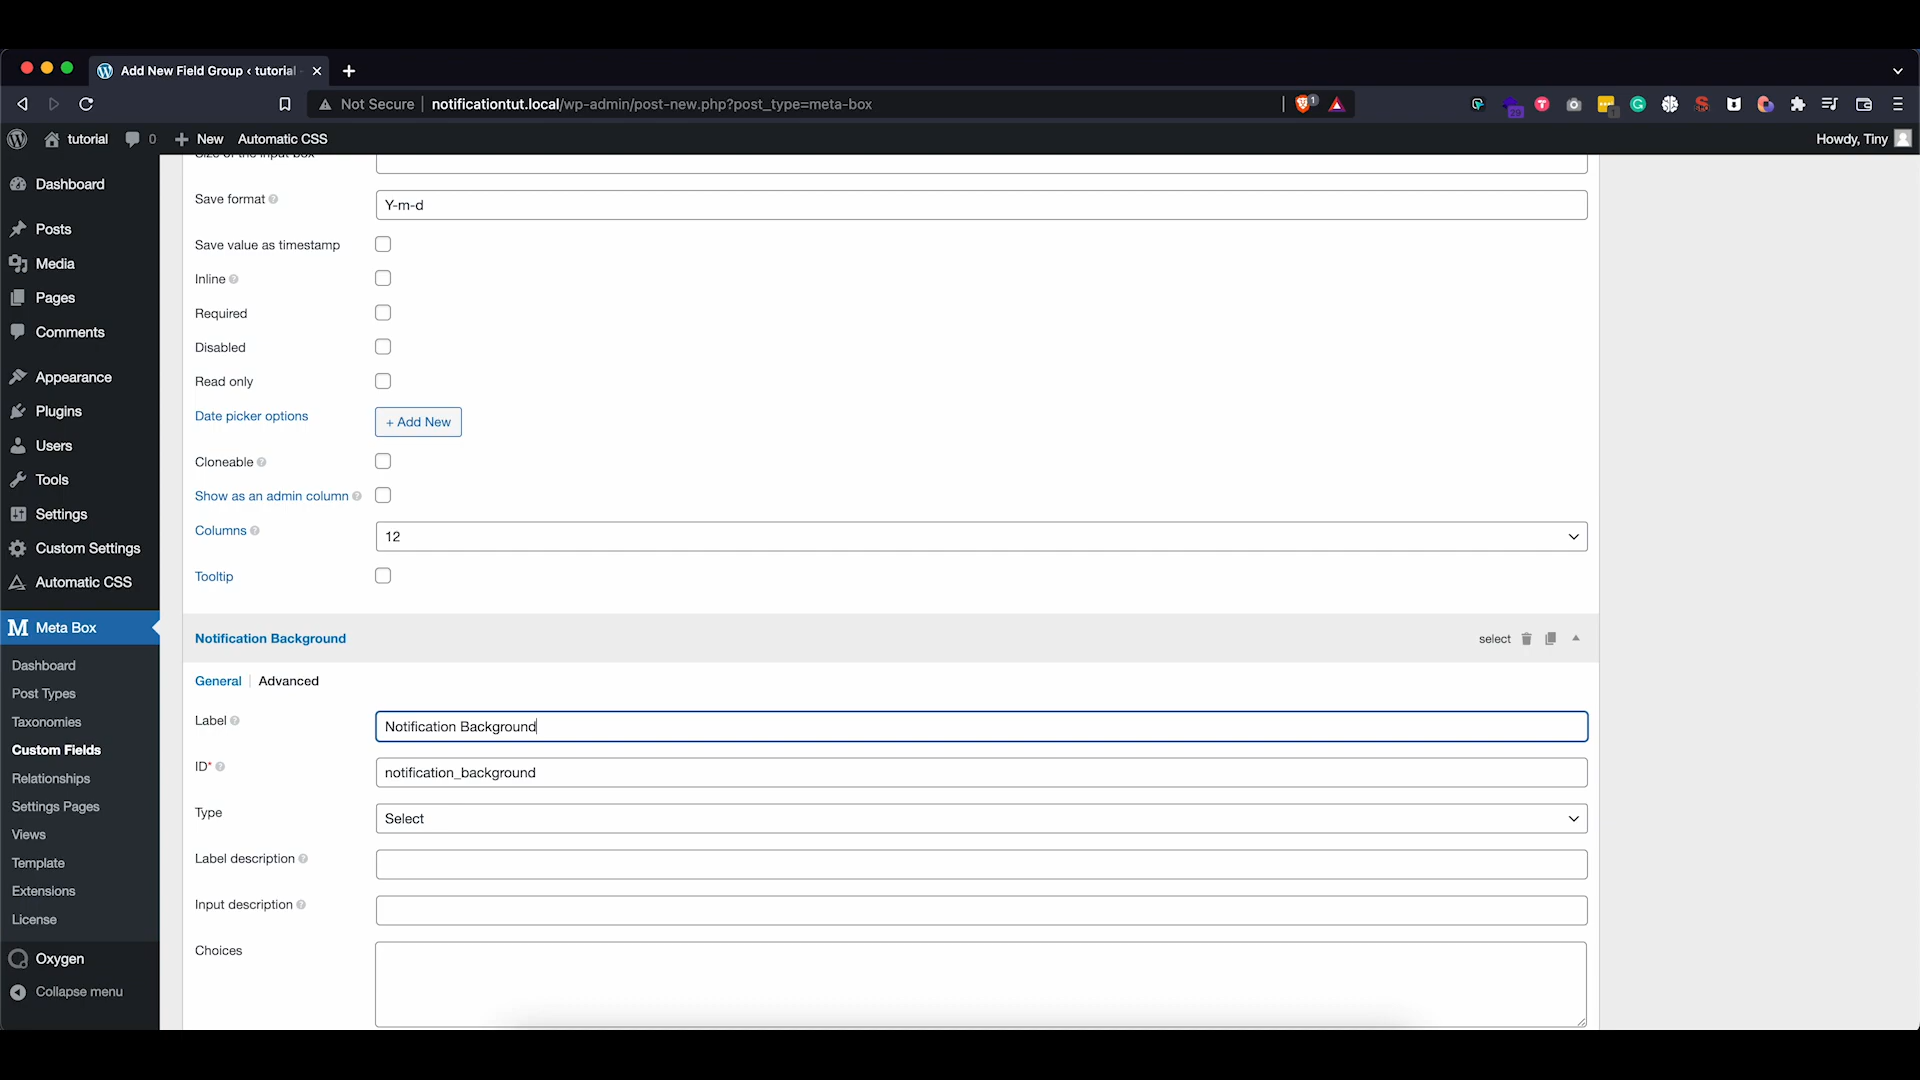 Add New Field Group ‹ tutorial
Not Secure
notificationtut.local/wp-admin/post-new.php?post_type=meta-box
1
20
1
tutorial
0
New
Automatic CSS
Howdy, Tiny
Dashboard
Posts
Media
Pages
Comments
Appearance
Plugins
Users
Tools
Settings
Custom Settings
Automatic CSS
Meta Box
Dashboard
Post Types
Taxonomies
Custom Fields
Relationships
Settings Pages
Views
Template
Extensions
License
Oxygen
Collapse menu
Size of the input box
Save format
Y-m-d
Save value as timestamp
Inline
Required
Disabled
Read only
Date picker options
+ Add New
Cloneable
Show as an admin column
Columns
12
Tooltip
Notification Background
select
General | Advanced
Label
Notification Background
ID*
notification_background
Type
Select
Label description
Input description
Choices